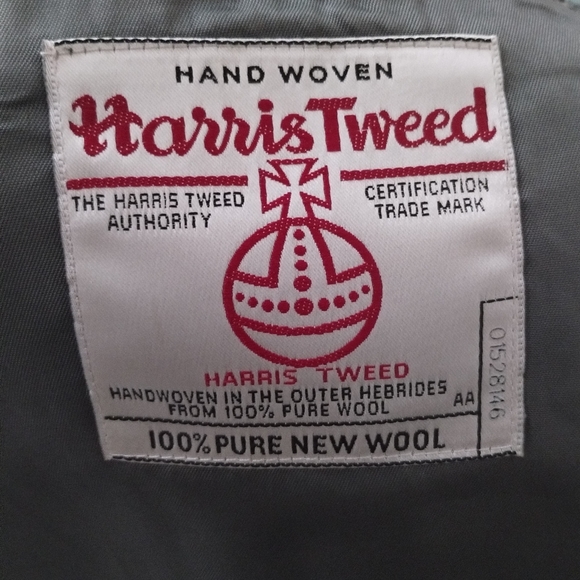 HAND WOVEN
Harris Tweed
THE HARRIS TWEED
AUTHORITY
CERTIFICATION
TRADE MARK
HARRIS TWEED
HANDWOVEN IN THE OUTER HEBRIDES
FROM 100% PURE WOOL
AA
01528146
100% PURE NEW WOOL